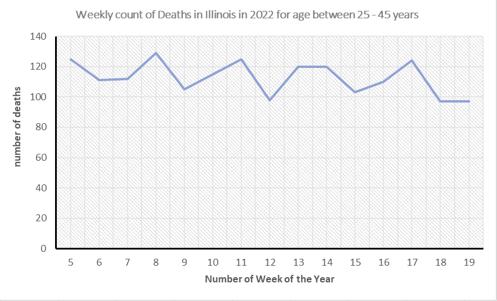 Weekly count of Deaths in Illinois in 2022 for age between 25 - 45 years
140
120
100
80
60
40
20
0
number of deaths
5 6 7 8 9 10 11 12 13 14 15 16 17 18 19
Number of Week of the Year